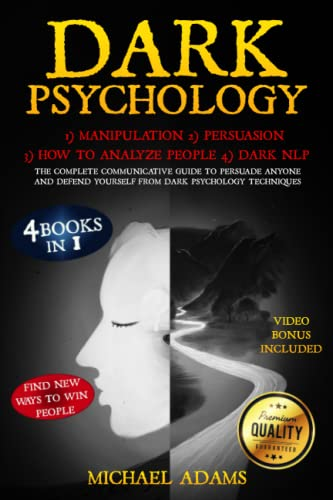 DARK
PSYCHOLOGY
1) MANIPULATION 2) PERSUASION
3) HOW TO ANALYZE PEOPLE 4) DARK NLP
THE COMPLETE COMMUNICATIVE GUIDE TO PERSUADE ANYONE
AND DEFEND YOURSELF FROM DARK PSYCHOLOGY TECHNIQUES
4 BOOKS
IN 1
VIDEO
BONUS
INCLUDED
FIND NEW
WAYS TO WIN
PEOPLE
Premium
QUALITY
GUARANTEED
MICHAEL ADAMS